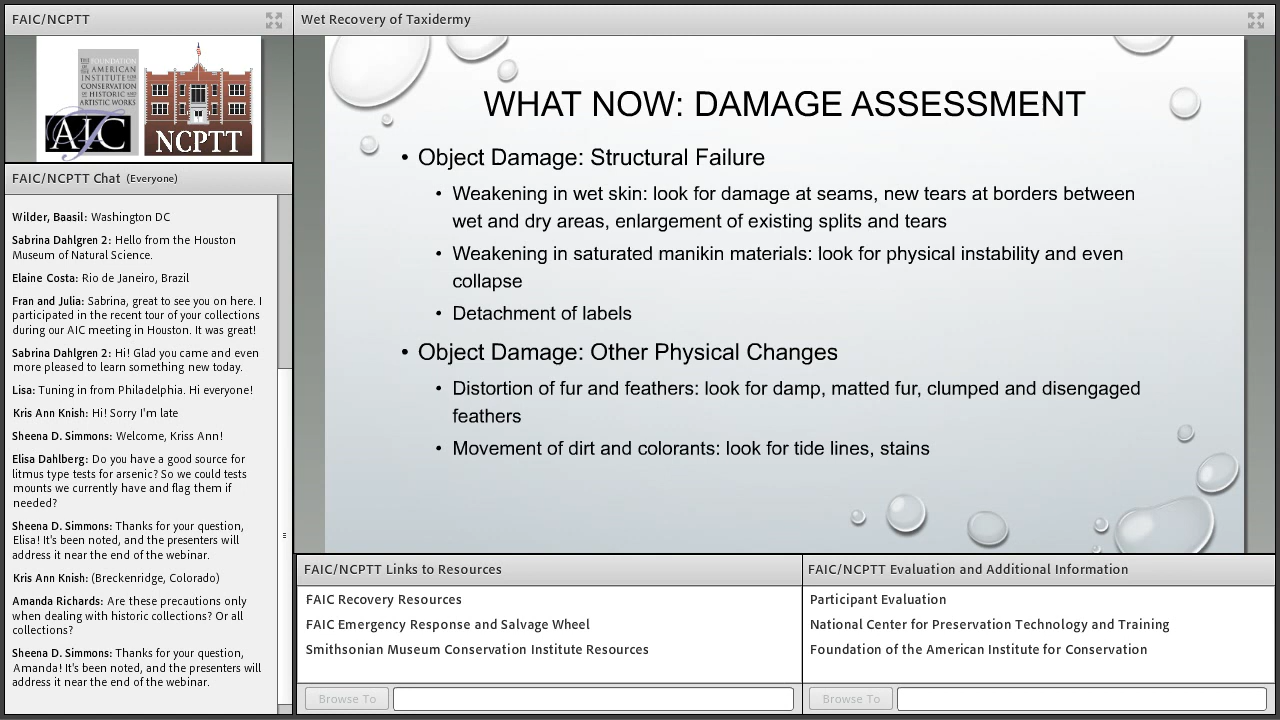 FAIC/NCPTT
THE FOUNDATION
OF THE AMERICAN
INSTITUTE FOR
CONSERVATION
OF HISTORIC AND
ARTISTIC WORKS
FAIC
NCPTT
FAIC/NCPTT Chat (Everyone)
Wilder, Baasil: Washington DC
Sabrina Dahlgren 2: Hello from the Houston
Museum of Natural Science.
Elaine Costa: Rio de Janeiro, Brazil
Fran and Julia: Sabrina, great to see you on here. I
participated in the recent tour of your collections
during our AIC meeting in Houston. It was great!
Sabrina Dahlgren 2: Hi! Glad you came and even
more pleased to learn something new today.
Lisa: Tuning in from Philadelphia. Hi everyone!
Kris Ann Knish: Hi! Sorry I'm late
Sheena D. Simmons: Welcome, Kriss Ann!
Elisa Dahlberg: Do you have a good source for
litmus type tests for arsenic? So we could tests
mounts we currently have and flag them if
needed?
Sheena D. Simmons: Thanks for your question,
Elisa! It's been noted, and the presenters will
address it near the end of the webinar.
Kris Ann Knish: (Breckenridge, Colorado)
Amanda Richards: Are these precautions only
when dealing with historic collections? Or all
collections?
Sheena D. Simmons: Thanks for your question,
Amanda! It's been noted, and the presenters will
address it near the end of the webinar.
Wet Recovery of Taxidermy
WHAT NOW: DAMAGE ASSESSMENT
• Object Damage: Structural Failure
• Weakening in wet skin: look for damage at seams, new tears at borders between
wet and dry areas, enlargement of existing splits and tears
• Weakening in saturated manikin materials: look for physical instability and even
collapse
• Detachment of labels
• Object Damage: Other Physical Changes
• Distortion of fur and feathers: look for damp, matted fur, clumped and disengaged
feathers
• Movement of dirt and colorants: look for tide lines, stains
FAIC/NCPTT Links to Resources
FAIC Recovery Resources
FAIC Emergency Response and Salvage Wheel
Smithsonian Museum Conservation Institute Resources
Browse To
FAIC/NCPTT Evaluation and Additional Information
Participant Evaluation
National Center for Preservation Technology and Training
Foundation of the American Institute for Conservation
Browse To